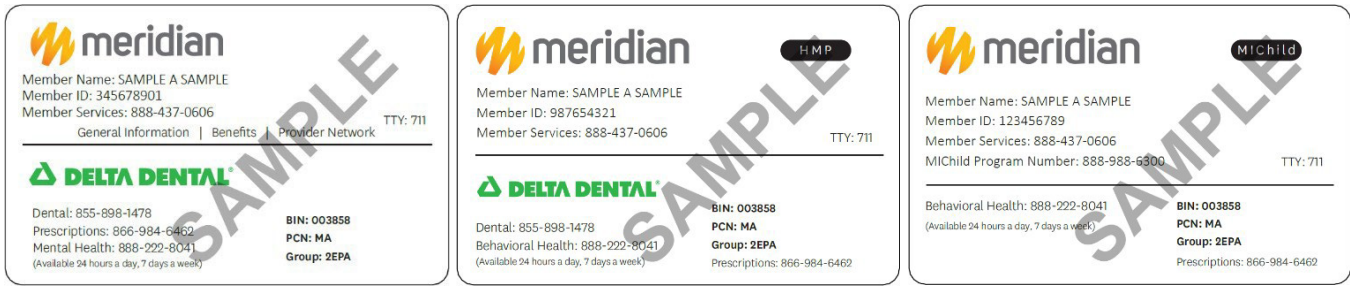 meridian
Member Name: SAMPLE A SAMPLE
Member ID: 345678901
Member Services: 888-437-0606
TTY: 711
General Information | Benefits | Provider Network
DELTA DENTAL®
Dental: 855-898-1478
Prescriptions: 866-984-6462
Mental Health: 888-222-8041
(Available 24 hours a day, 7 days a week)
BIN: 003858
PCN: MA
Group: 2EPA
SAMPLE
meridian
HMP
Member Name: SAMPLE A SAMPLE
Member ID: 987654321
Member Services: 888-437-0606
TTY: 711
DELTA DENTAL®
Dental: 855-898-1478
Behavioral Health: 888-222-8041
(Available 24 hours a day, 7 days a week)
BIN: 003858
PCN: MA
Group: 2EPA
Prescriptions: 866-984-6462
SAMPLE
meridian
MIChild
Member Name: SAMPLE A SAMPLE
Member ID: 123456789
Member Services: 888-437-0606
MIChild Program Number: 888-988-6300
TTY: 711
Behavioral Health: 888-222-8041
(Available 24 hours a day, 7 days a week)
BIN: 003858
PCN: MA
Group: 2EPA
Prescriptions: 866-984-6462
SAMPLE